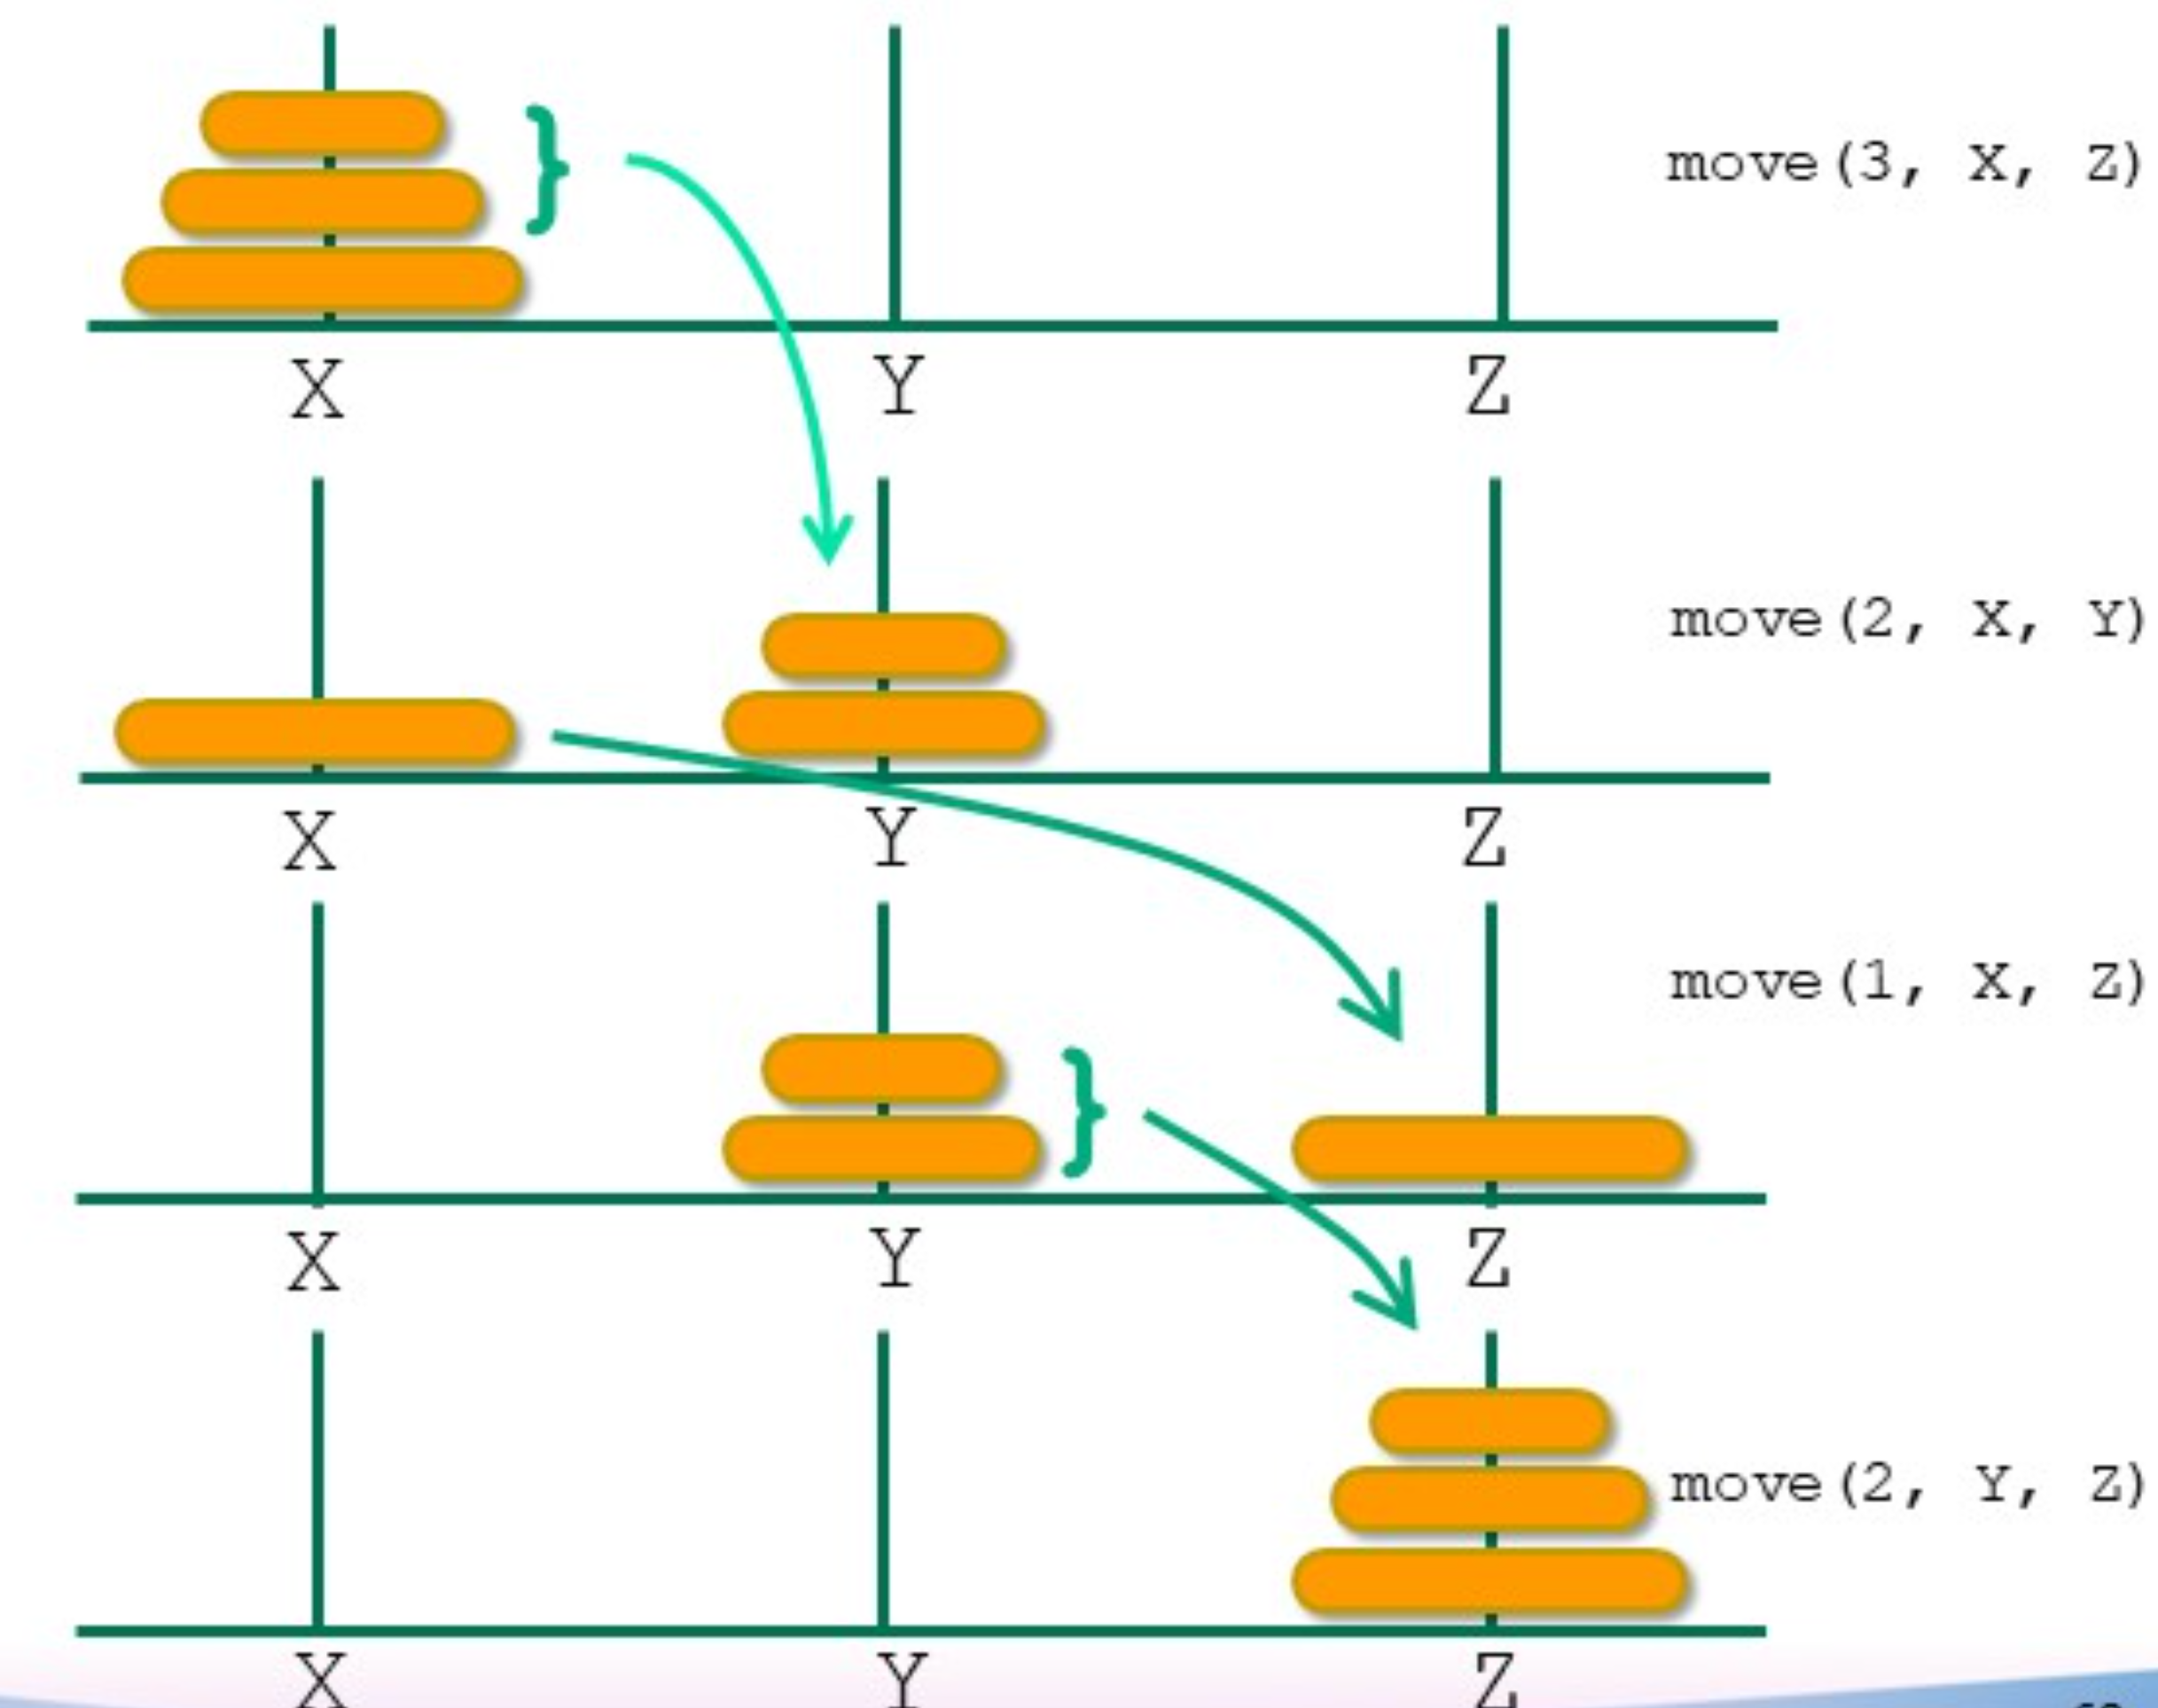 move(3, X, Z)
X Y Z
move(2, X, Y)
X Y Z
move(1, X, Z)
X Y Z
move(2, Y, Z)
X Y Z